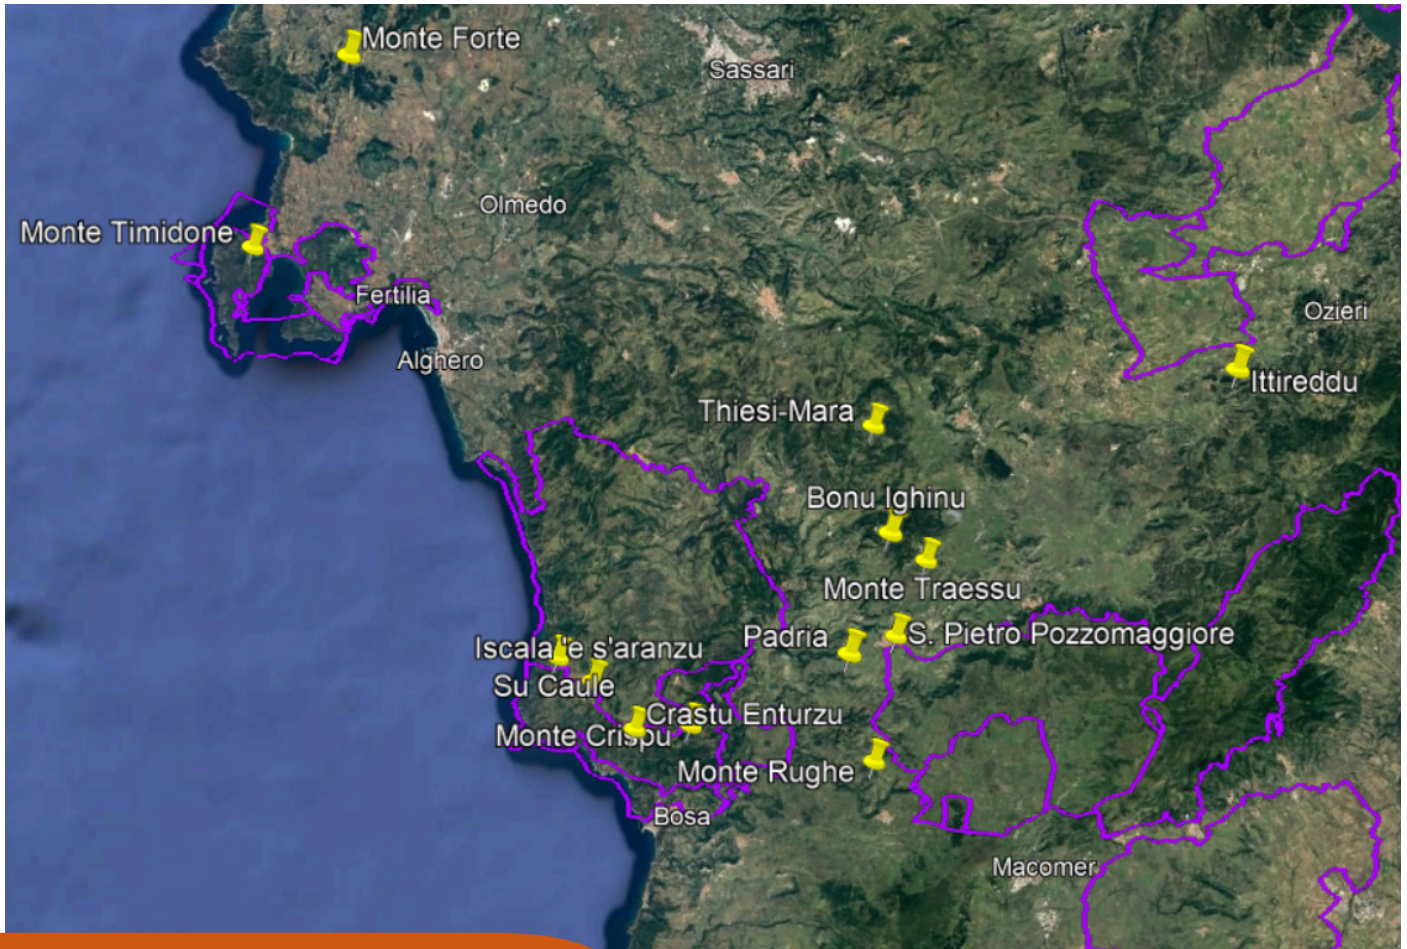 Monte Forte
Sassari
Olmedo
Monte Timidone
Fertilia
Ozieri
Alghero
Ittireddu
Thiesi-Mara
Bonu Ighinu
Monte Traessu
Padria
S. Pietro Pozzomaggiore
Iscala 'e s'aranzu
Su Caule
Crastu Enturzu
Monte Crispu
Monte Rughe
Bosa
Macomer